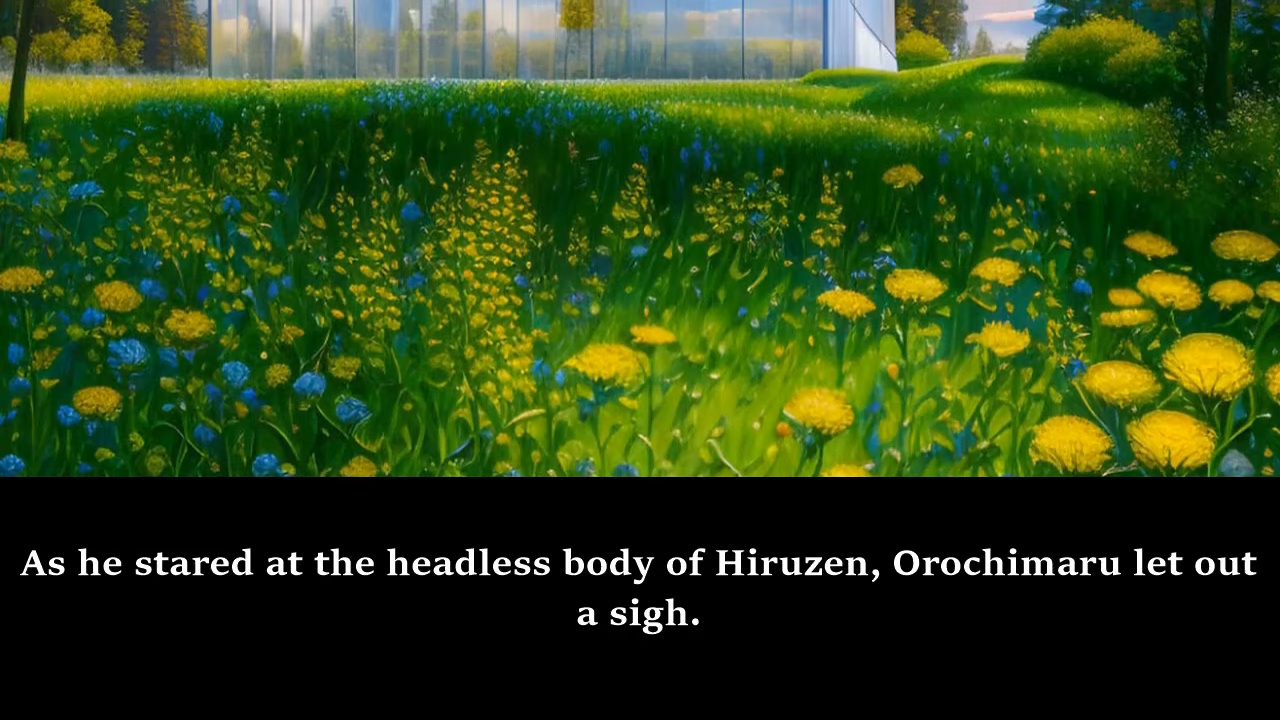 As he stared at the headless body of Hiruzen, Orochimaru let out
a sigh.